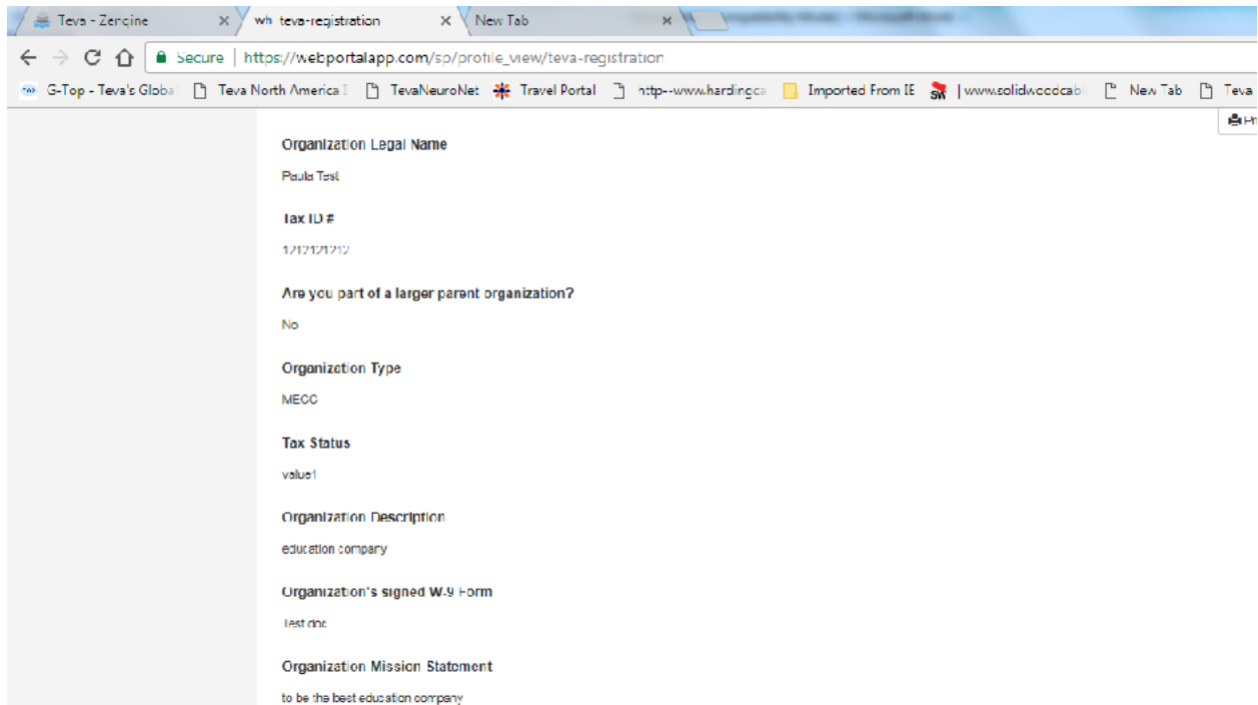 Teva - Zengine
wh teva-registration
New Tab
Secure | https://webportalapp.com/sp/profile_view/teva-registration
G-Top - Teva's Globa Teva North America I TevaNeuroNet Travel Portal http--www.hardingca Imported From IE | www.solidwoodcabi New Tab Teva
Organization Legal Name
Paula Test
Tax ID #
1212121212
Are you part of a larger parent organization?
No
Organization Type
MECC
Tax Status
value1
Organization Description
education company
Organization's signed W-9 Form
Test doc
Organization Mission Statement
to be the best education company